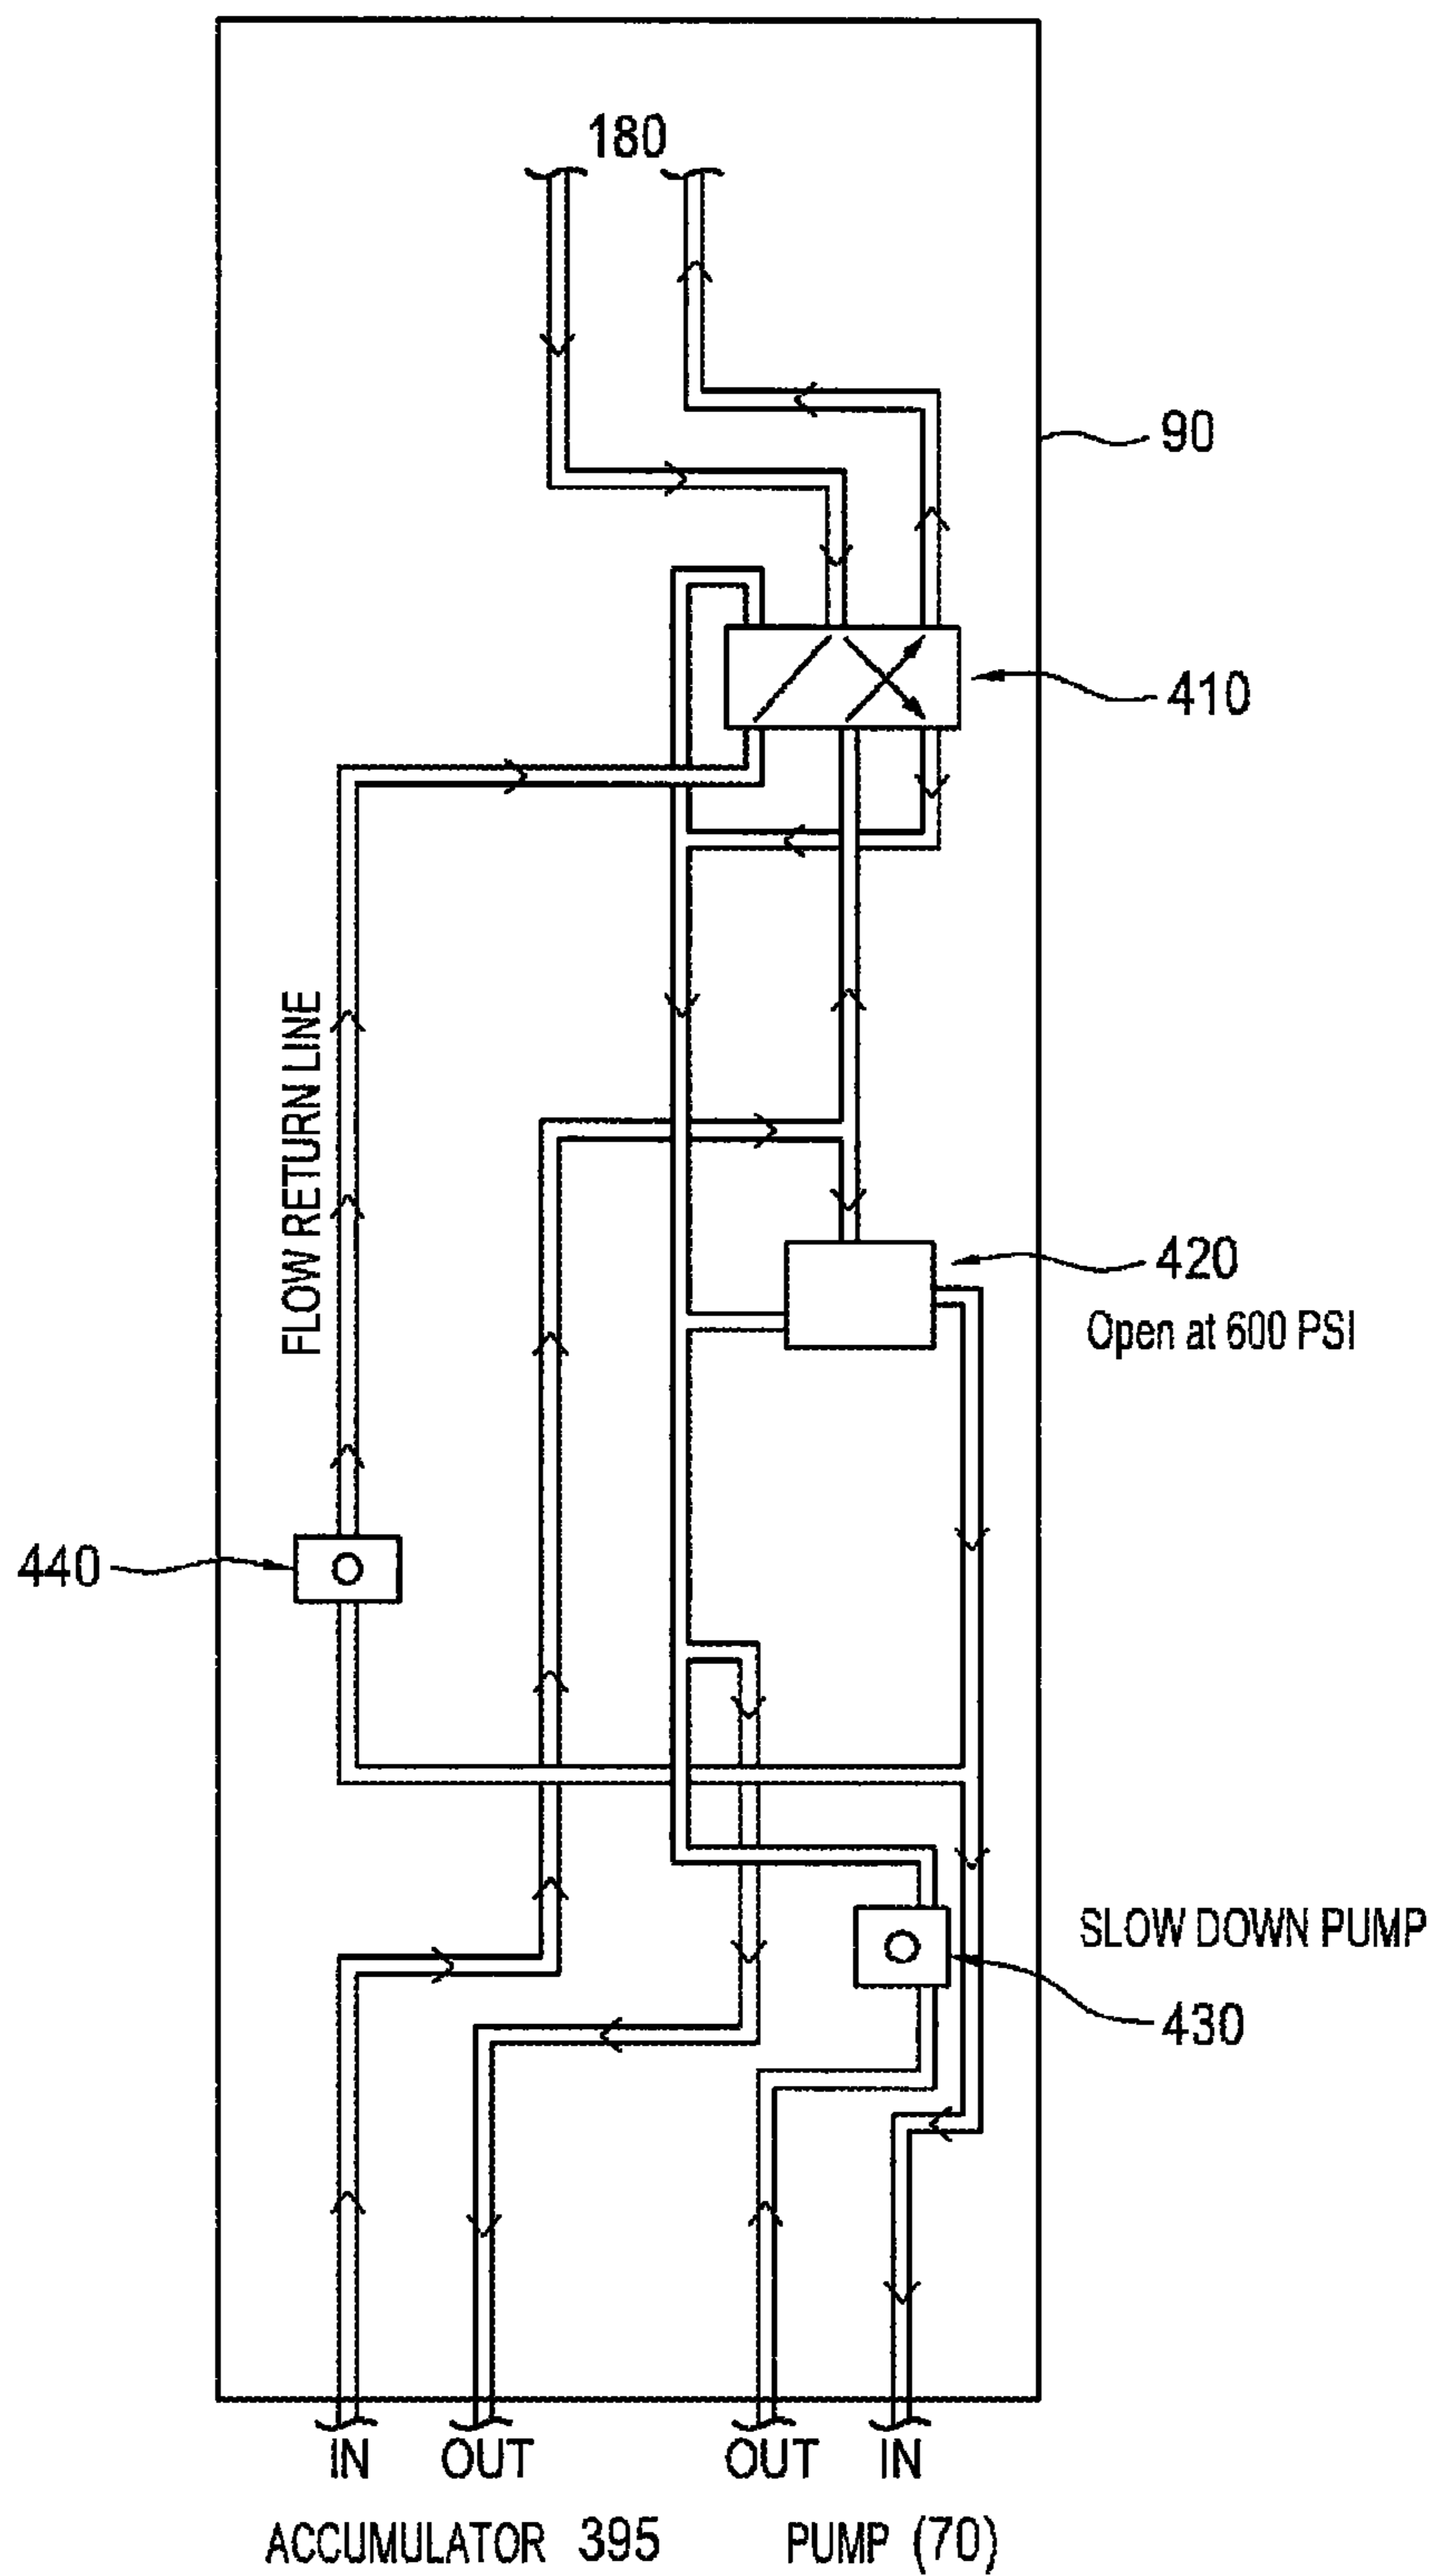 180
90
410
FLOW RETURN LINE
420
Open at 600 PSI
440
SLOW DOWN PUMP
430
IN OUT OUT IN
ACCUMULATOR 395 PUMP (70)